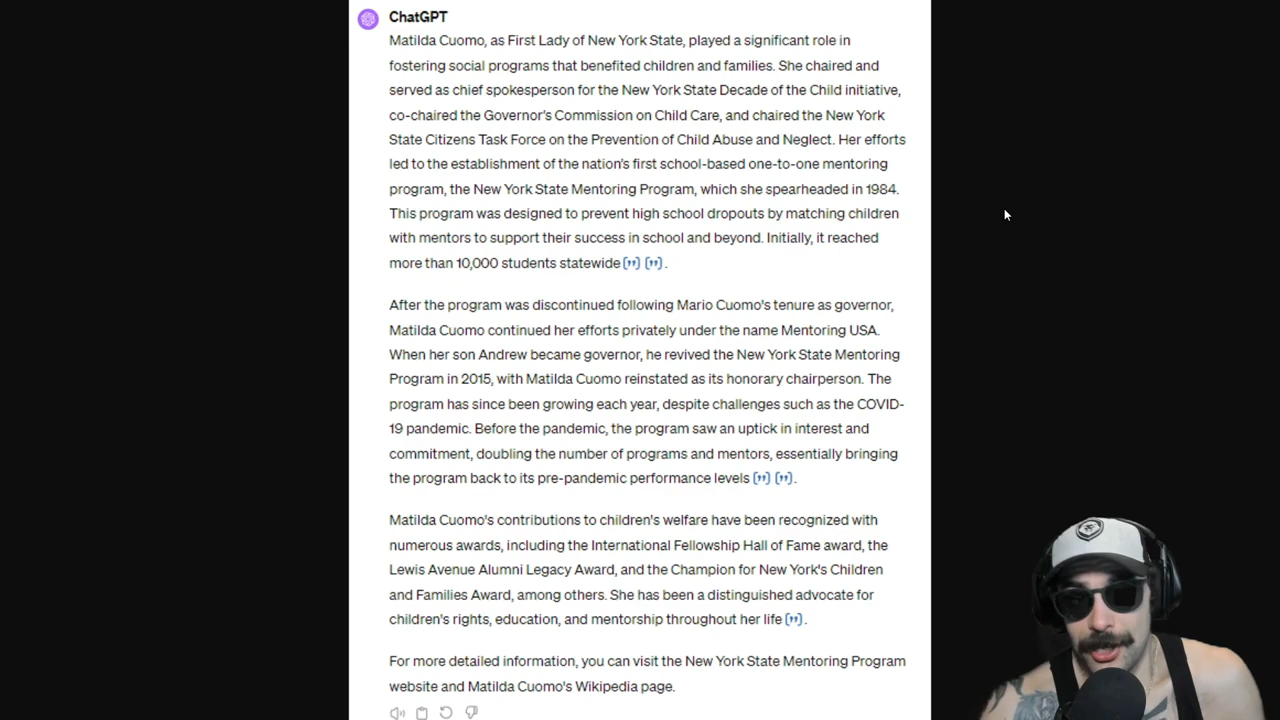 ChatGPT
Matilda Cuomo, as First Lady of New York State, played a significant role in
fostering social programs that benefited children and families. She chaired and
served as chief spokesperson for the New York State Decade of the Child initiative,
co-chaired the Governor's Commission on Child Care, and chaired the New York
State Citizens Task Force on the Prevention of Child Abuse and Neglect. Her efforts
led to the establishment of the nation's first school-based one-to-one mentoring
program, the New York State Mentoring Program, which she spearheaded in 1984.
This program was designed to prevent high school dropouts by matching children
with mentors to support their success in school and beyond. Initially, it reached
more than 10,000 students statewide ["] ["].
After the program was discontinued following Mario Cuomo's tenure as governor,
Matilda Cuomo continued her efforts privately under the name Mentoring USA.
When her son Andrew became governor, he revived the New York State Mentoring
Program in 2015, with Matilda Cuomo reinstated as its honorary chairperson. The
program has since been growing each year, despite challenges such as the COVID-
19 pandemic. Before the pandemic, the program saw an uptick in interest and
commitment, doubling the number of programs and mentors, essentially bringing
the program back to its pre-pandemic performance levels ["] ["].
Matilda Cuomo's contributions to children's welfare have been recognized with
numerous awards, including the International Fellowship Hall of Fame award, the
Lewis Avenue Alumni Legacy Award, and the Champion for New York's Children
and Families Award, among others. She has been a distinguished advocate for
children's rights, education, and mentorship throughout her life ["].
For more detailed information, you can visit the New York State Mentoring Program
website and Matilda Cuomo's Wikipedia page.